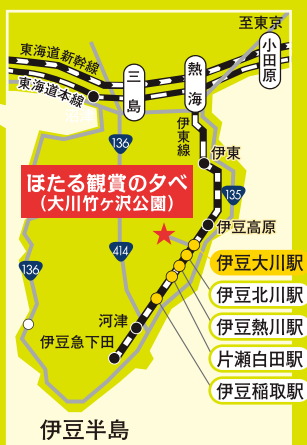 至東京
東海道新幹線
東海道本線
三島
熱海
小田原
伊東線
伊東
136
135
ほたる観賞の夕べ
(大川竹ヶ沢公園)
伊豆高原
136
414
伊豆大川駅
伊豆北川駅
伊豆熱川駅
片瀬白田駅
伊豆稲取駅
河津
伊豆急下田
伊豆半島